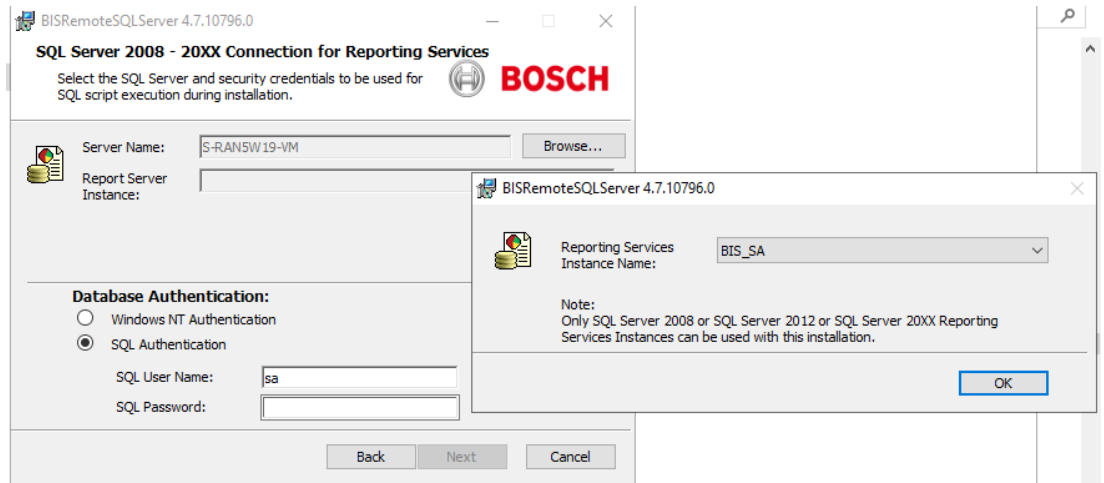 BISRemoteSQLServer 4.7.10796.0
SQL Server 2008 - 20XX Connection for Reporting Services
Select the SQL Server and security credentials to be used for
SQL script execution during installation.
BOSCH
Server Name:
S-RAN5W19-VM
Browse...
Report Server
Instance:
Database Authentication:
Windows NT Authentication
SQL Authentication
SQL User Name:
sa
SQL Password:
Back
Next
Cancel
BISRemoteSQLServer 4.7.10796.0
Reporting Services
Instance Name:
BIS_SA
Note:
Only SQL Server 2008 or SQL Server 2012 or SQL Server 20XX Reporting
Services Instances can be used with this installation.
OK